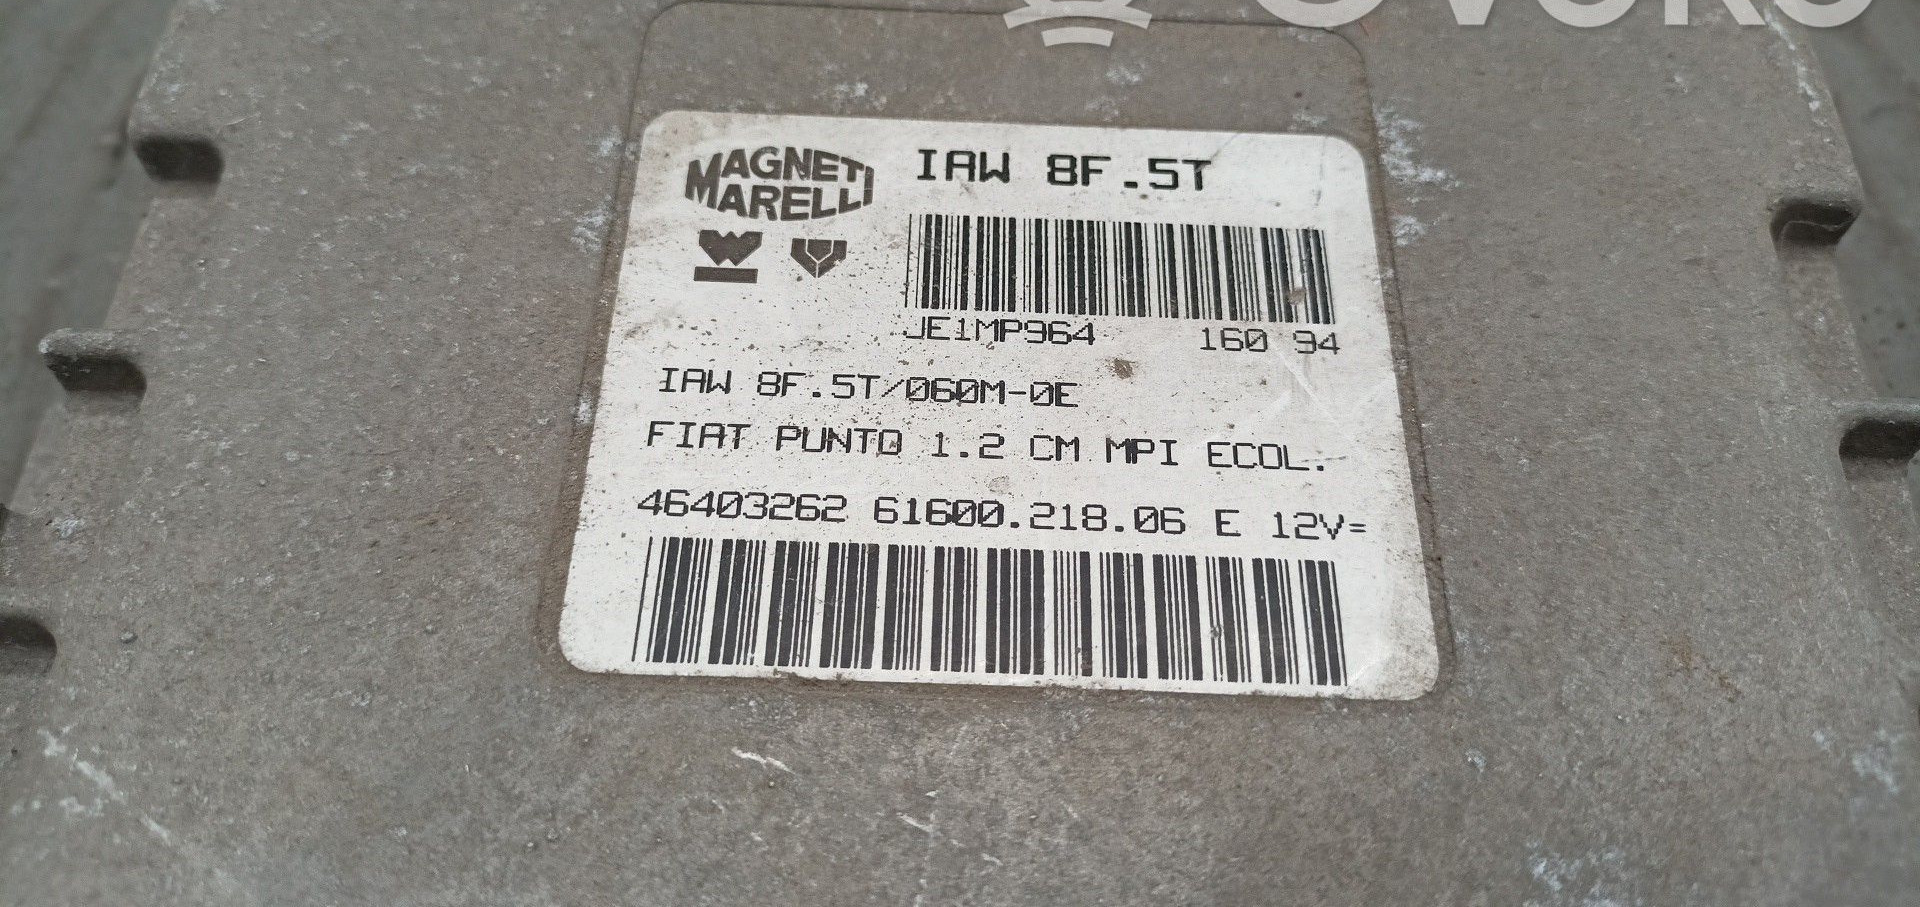 MAGNETI
MARELLI
IAW 8F.5T
JE1MP964 160 94
IAW 8F.5T/060M-0E
FIAT PUNTO 1.2 CM MPI ECOL.
46403262 61600.218.06 E 12V=